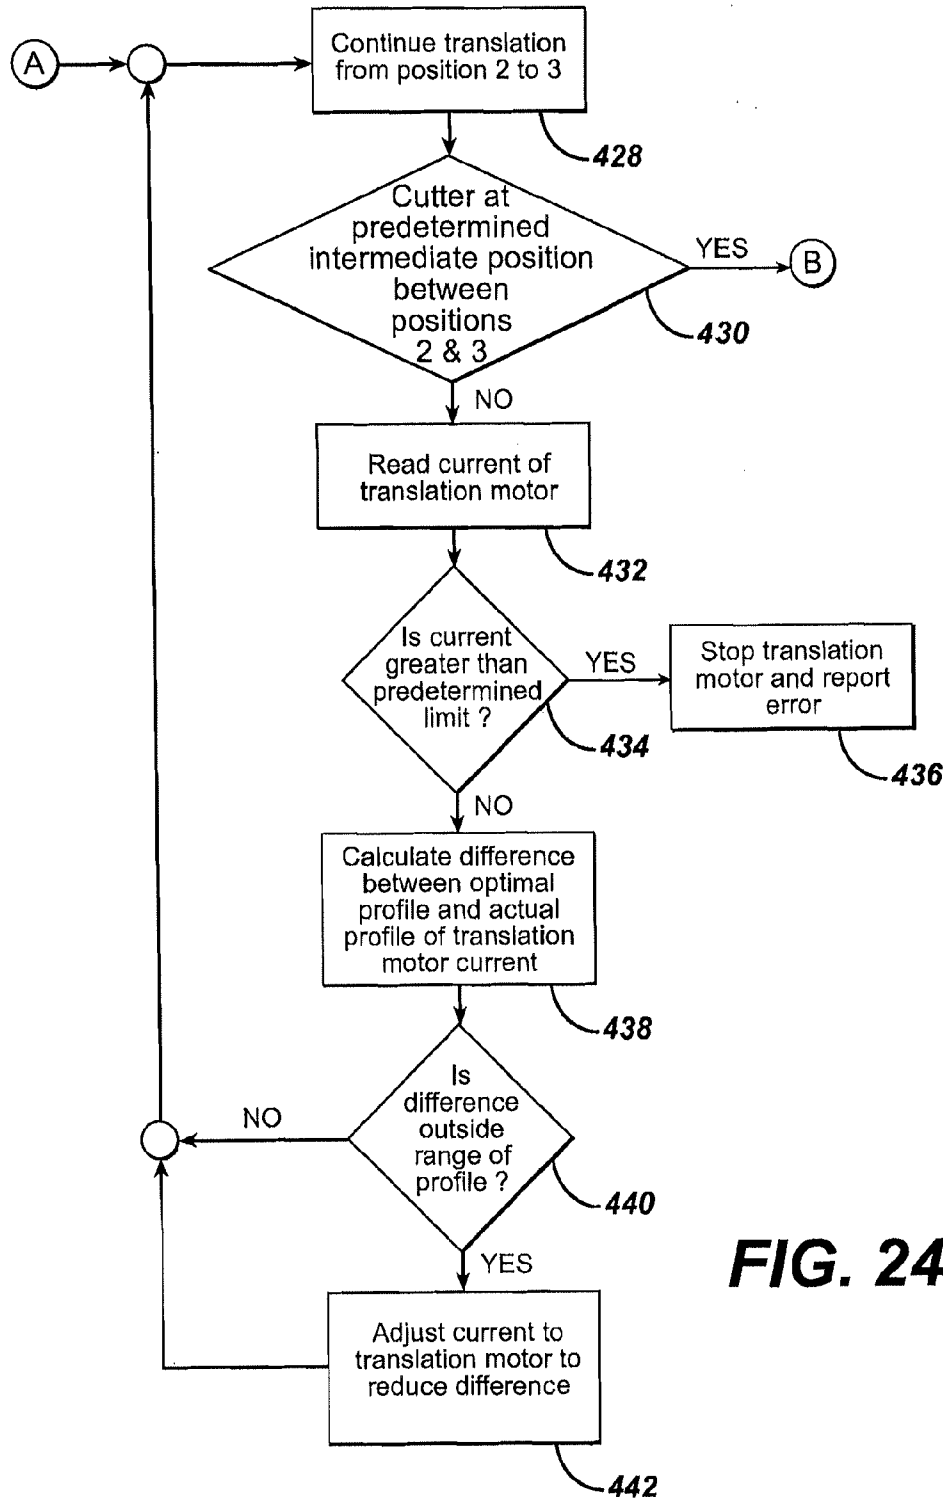 A
Continue translation
from position 2 to 3
428
Cutter at
predetermined
intermediate position
between
positions
2 & 3
YES
B
430
NO
Read current of
translation motor
432
Is current
greater than
predetermined
limit ?
YES
Stop translation
motor and report
error
434
436
NO
Calculate difference
between optimal
profile and actual
profile of translation
motor current
438
Is
difference
outside
range of
profile ?
NO
440
YES
FIG. 24
Adjust current to
translation motor to
reduce difference
442